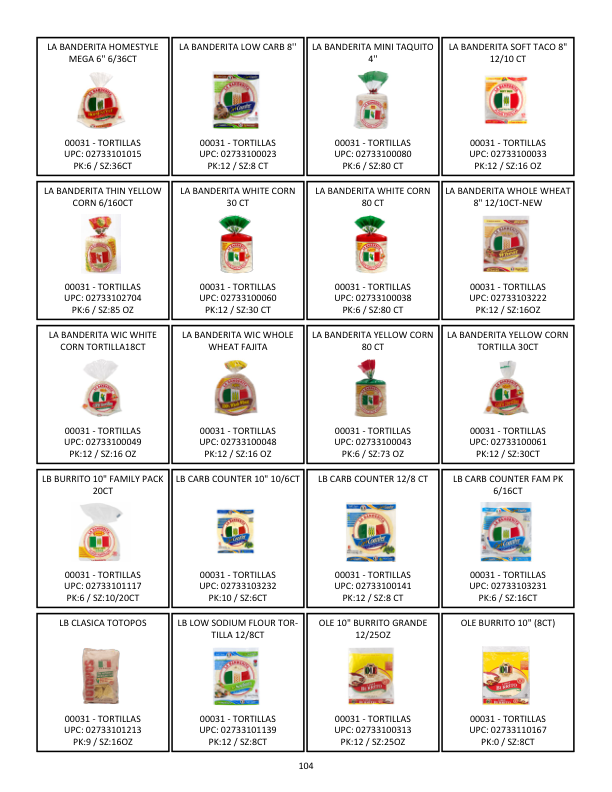 LA BANDERITA HOMESTYLE
MEGA 6" 6/36CT
00031 - TORTILLAS
UPC: 02733101015
PK:6 / SZ:36CT
LA BANDERITA LOW CARB 8''
00031 - TORTILLAS
UPC: 02733100023
PK:12 / SZ:8 CT
LA BANDERITA MINI TAQUITO
4''
00031 - TORTILLAS
UPC: 02733100080
PK:6 / SZ:80 CT
LA BANDERITA SOFT TACO 8"
12/10 CT
00031 - TORTILLAS
UPC: 02733100033
PK:12 / SZ:16 OZ
LA BANDERITA THIN YELLOW
CORN 6/160CT
00031 - TORTILLAS
UPC: 02733102704
PK:6 / SZ:85 OZ
LA BANDERITA WHITE CORN
30 CT
00031 - TORTILLAS
UPC: 02733100060
PK:12 / SZ:30 CT
LA BANDERITA WHITE CORN
80 CT
00031 - TORTILLAS
UPC: 02733100038
PK:6 / SZ:80 CT
LA BANDERITA WHOLE WHEAT
8" 12/10CT-NEW
00031 - TORTILLAS
UPC: 02733103222
PK:12 / SZ:16OZ
LA BANDERITA WIC WHITE
CORN TORTILLA18CT
00031 - TORTILLAS
UPC: 02733100049
PK:12 / SZ:16 OZ
LA BANDERITA WIC WHOLE
WHEAT FAJITA
00031 - TORTILLAS
UPC: 02733100048
PK:12 / SZ:16 OZ
LA BANDERITA YELLOW CORN
80 CT
00031 - TORTILLAS
UPC: 02733100043
PK:6 / SZ:73 OZ
LA BANDERITA YELLOW CORN
TORTILLA 30CT
00031 - TORTILLAS
UPC: 02733100061
PK:12 / SZ:30CT
LB BURRITO 10" FAMILY PACK
20CT
00031 - TORTILLAS
UPC: 02733101117
PK:6 / SZ:10/20CT
LB CARB COUNTER 10" 10/6CT
00031 - TORTILLAS
UPC: 02733103232
PK:10 / SZ:6CT
LB CARB COUNTER 12/8 CT
00031 - TORTILLAS
UPC: 02733100141
PK:12 / SZ:8 CT
LB CARB COUNTER FAM PK
6/16CT
00031 - TORTILLAS
UPC: 02733103231
PK:6 / SZ:16CT
LB CLASICA TOTOPOS
00031 - TORTILLAS
UPC: 02733101213
PK:9 / SZ:16OZ
LB LOW SODIUM FLOUR TOR-
TILLA 12/8CT
00031 - TORTILLAS
UPC: 02733101139
PK:12 / SZ:8CT
OLE 10" BURRITO GRANDE
12/25OZ
00031 - TORTILLAS
UPC: 02733100313
PK:12 / SZ:25OZ
OLE BURRITO 10" (8CT)
00031 - TORTILLAS
UPC: 02733110167
PK:0 / SZ:8CT
104